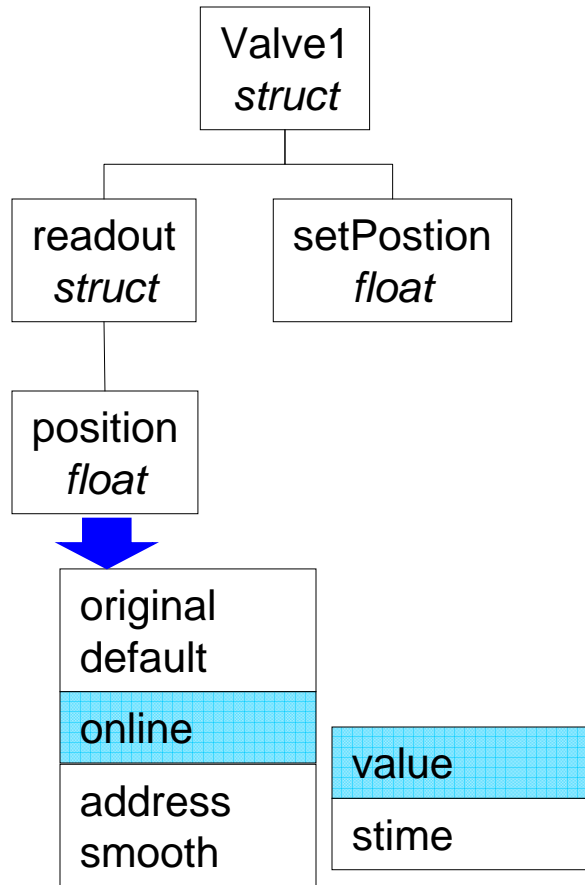 Valve1
struct
readout
struct
setPostion
float
position
float
original
default
online
address
smooth
value
stime